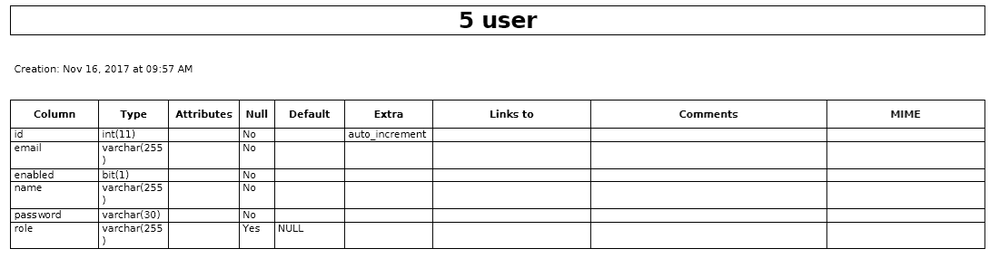 5 user
Creation: Nov 16, 2017 at 09:57 AM
Column Type Attributes Null Default Extra Links to Comments MIME
id int(11) No auto_increment
email varchar(255 No
)
enabled bit(1) No
name varchar(255 No
)
password varchar(30) No
role varchar(255 Yes NULL
)